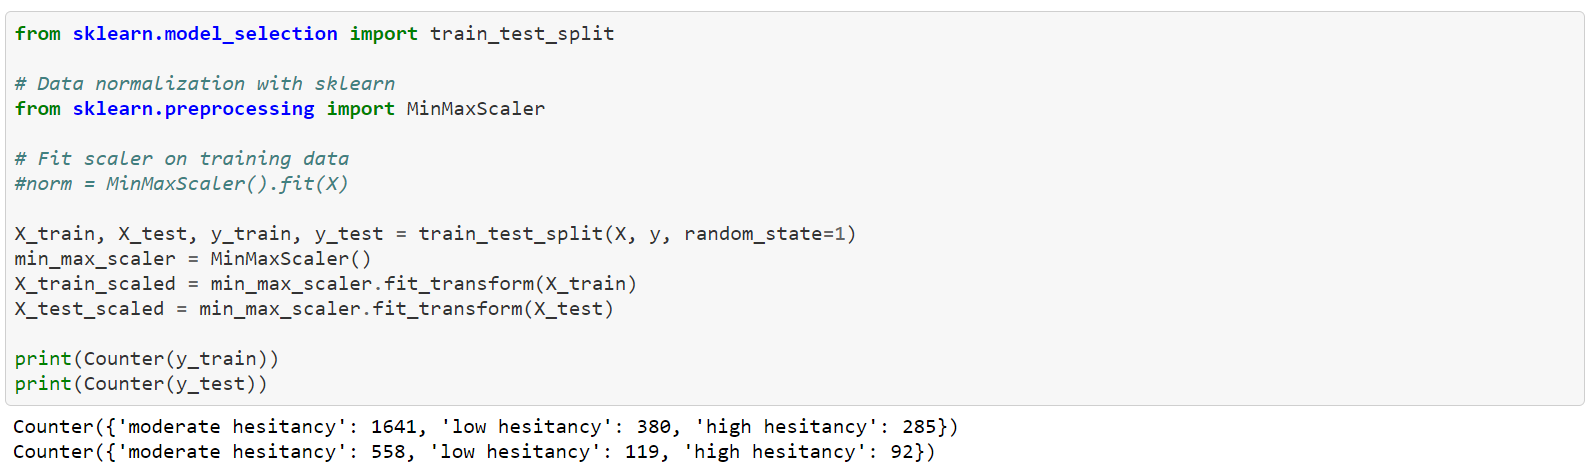 from sklearn.model_selection import train_test_split
# Data normalization with sklearn
from sklearn.preprocessing import MinMaxScaler
# Fit scaler on training data
#norm = MinMaxScaler().fit(X)
X_train, X_test, y_train, y_test = train_test_split(X, y, random_state=1)
min_max_scaler = MinMaxScaler()
X_train_scaled = min_max_scaler.fit_transform(X_train)
X_test_scaled = min_max_scaler.fit_transform(X_test)
print(Counter(y_train))
print(Counter(y_test))
Counter({'moderate hesitancy': 1641, 'low hesitancy': 380, 'high hesitancy': 285})
Counter({'moderate hesitancy': 558, 'low hesitancy': 119, 'high hesitancy': 92})